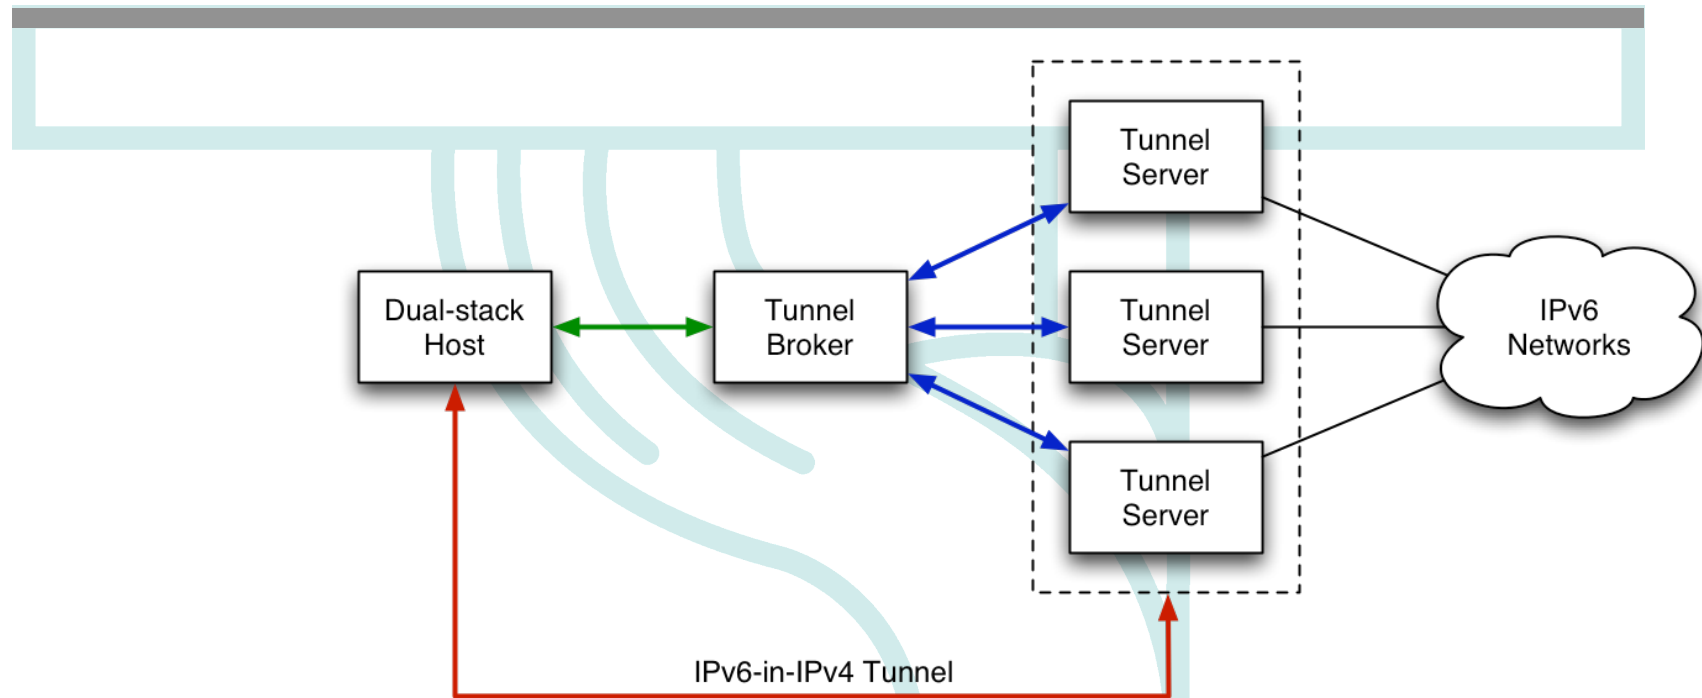 Tunnel
Server
Dual-stack
Host
Tunnel
Broker
Tunnel
Server
IPv6
Networks
Tunnel
Server
IPv6-in-IPv4 Tunnel